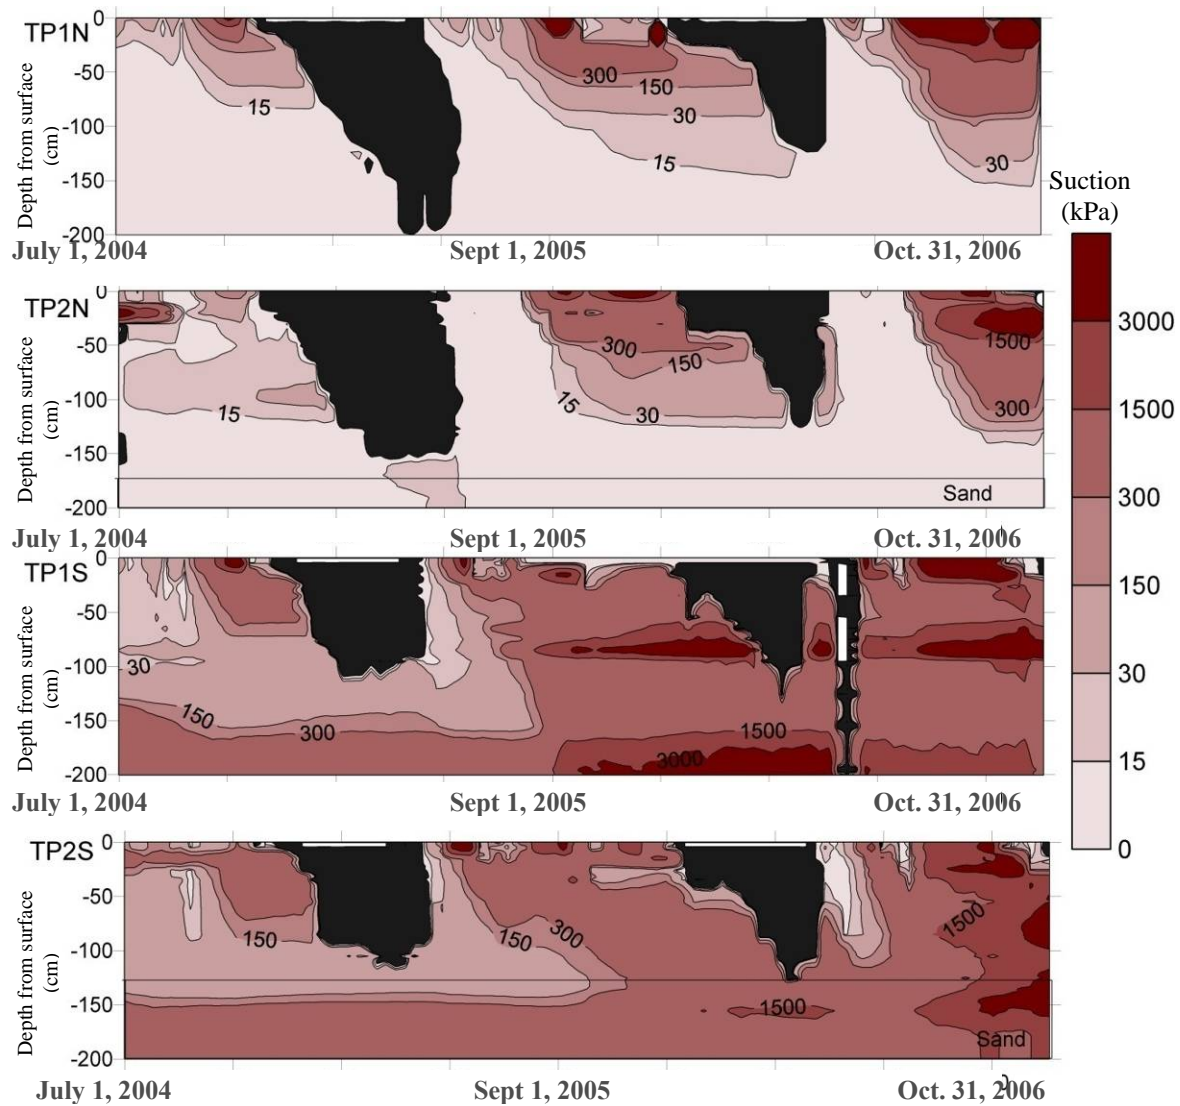 TP1N
0
-50
-100
-150
-200
Depth from surface
(cm)
300
150
30
15
15
30
July 1, 2004
Sept 1, 2005
Oct. 31, 2006
TP2N
0
-50
-100
-150
-200
Depth from surface
(cm)
15
300
150
15
30
1500
300
Sand
July 1, 2004
Sept 1, 2005
Oct. 31, 2006
TP1S
0
-50
-100
-150
-200
Depth from surface
(cm)
30
150
300
1500
3000
July 1, 2004
Sept 1, 2005
Oct. 31, 2006
TP2S
0
-50
-100
-150
-200
Depth from surface
(cm)
150
150
300
1500
1500
Sand
July 1, 2004
Sept 1, 2005
Oct. 31, 2006
Suction
(kPa)
3000
1500
300
150
30
15
0